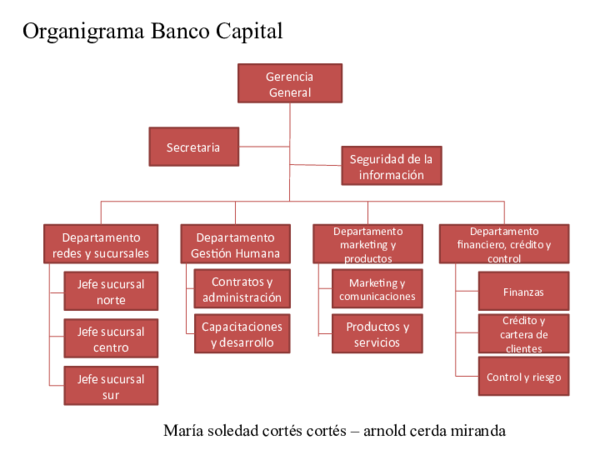 Organigrama Banco Capital
Gerencia
General
Secretaria
Seguridad de la
información
Departamento
redes y sucursales
Departamento
Gestión Humana
Departamento
marketing y
productos
Departamento
financiero, crédito y
control
Jefe sucursal
norte
Contratos y
administración
Marketing y
comunicaciones
Finanzas
Jefe sucursal
centro
Capacitaciones
y desarrollo
Productos y
servicios
Crédito y
cartera de
clientes
Jefe sucursal
sur
Control y riesgo
María soledad cortés cortés – arnold cerda miranda